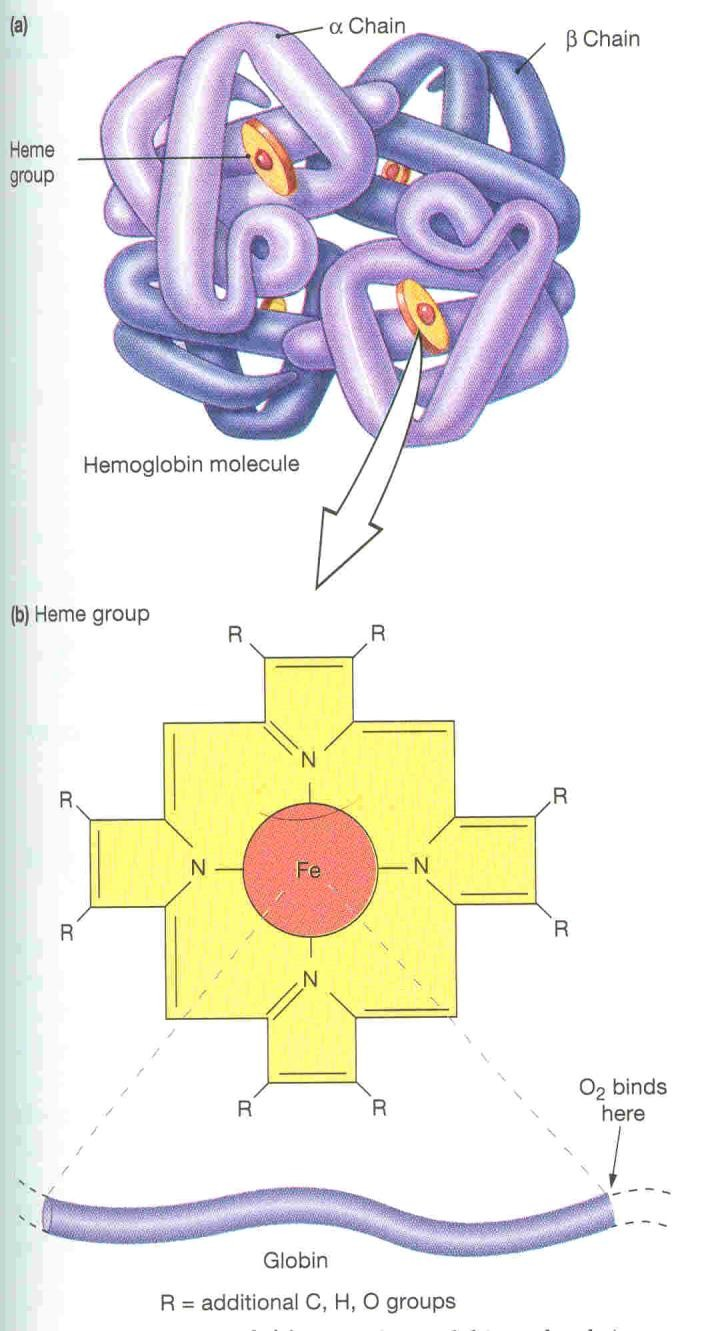 (a)
α Chain
β Chain
Heme
group
Hemoglobin molecule
(b) Heme group
R
R
N
R
R
N
Fe
N
R
R
N
R
R
O₂ binds
here
Globin
R = additional C, H, O groups